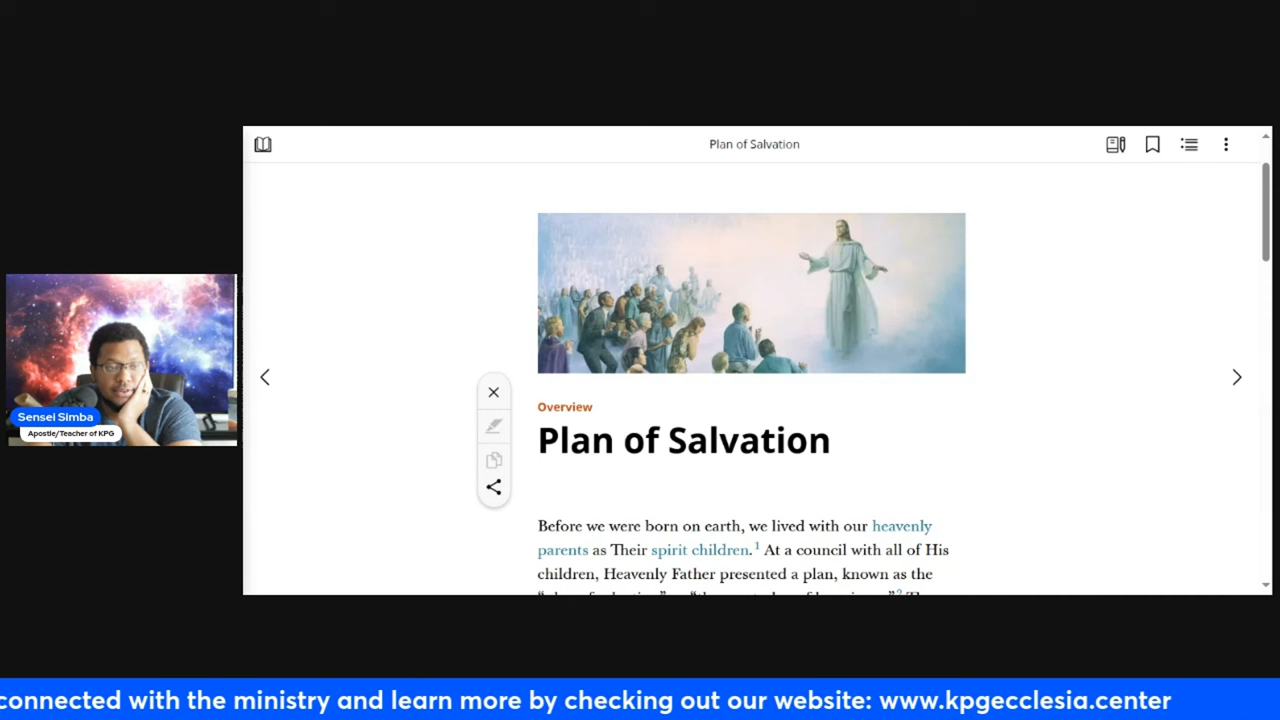 Plan of Salvation
Overview
Plan of Salvation
Before we were born on earth, we lived with our heavenly
parents as Their spirit children.1 At a council with all of His
children, Heavenly Father presented a plan, known as the
Sensei Simba
Apostle/Teacher of KPG
connected with the ministry and learn more by checking out our website: www.kpgecclesia.center